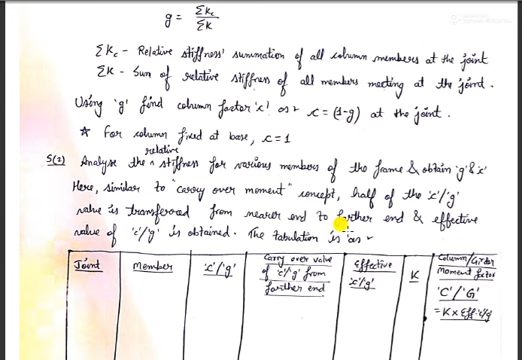 g = ΣKc / ΣK
ΣKc - Relative stiffness' summation of all column members at the joint
ΣK - Sum of relative stiffness of all members meeting at the joint.
Using 'g' find column factor 'c' as c = (1-g) at the joint.
* For column fixed at base, c = 1
S(2) Analyse the ^ relative stiffness for various members of the frame & obtain 'g' & 'c'
Here, similar to "carry over moment" concept, half of the 'c'/'g'
value is transferred from nearer end to farther end & effective
value of 'c'/'g' is obtained. The tabulation is as
Joint
Member
'c'/'g'
Carry over value of 'c'/'g' from farther end
Effective 'c'/'g'
K
Column/Girder Moment factor 'C'/'G' = K x Eff. c/g